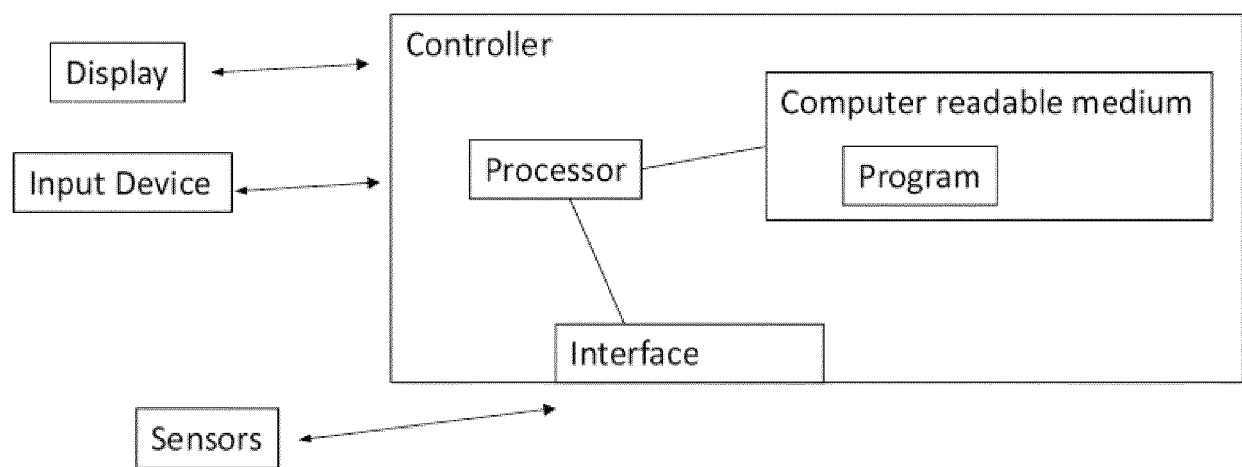 Controller
Display
Computer readable medium
Input Device
Processor
Program
Interface
Sensors